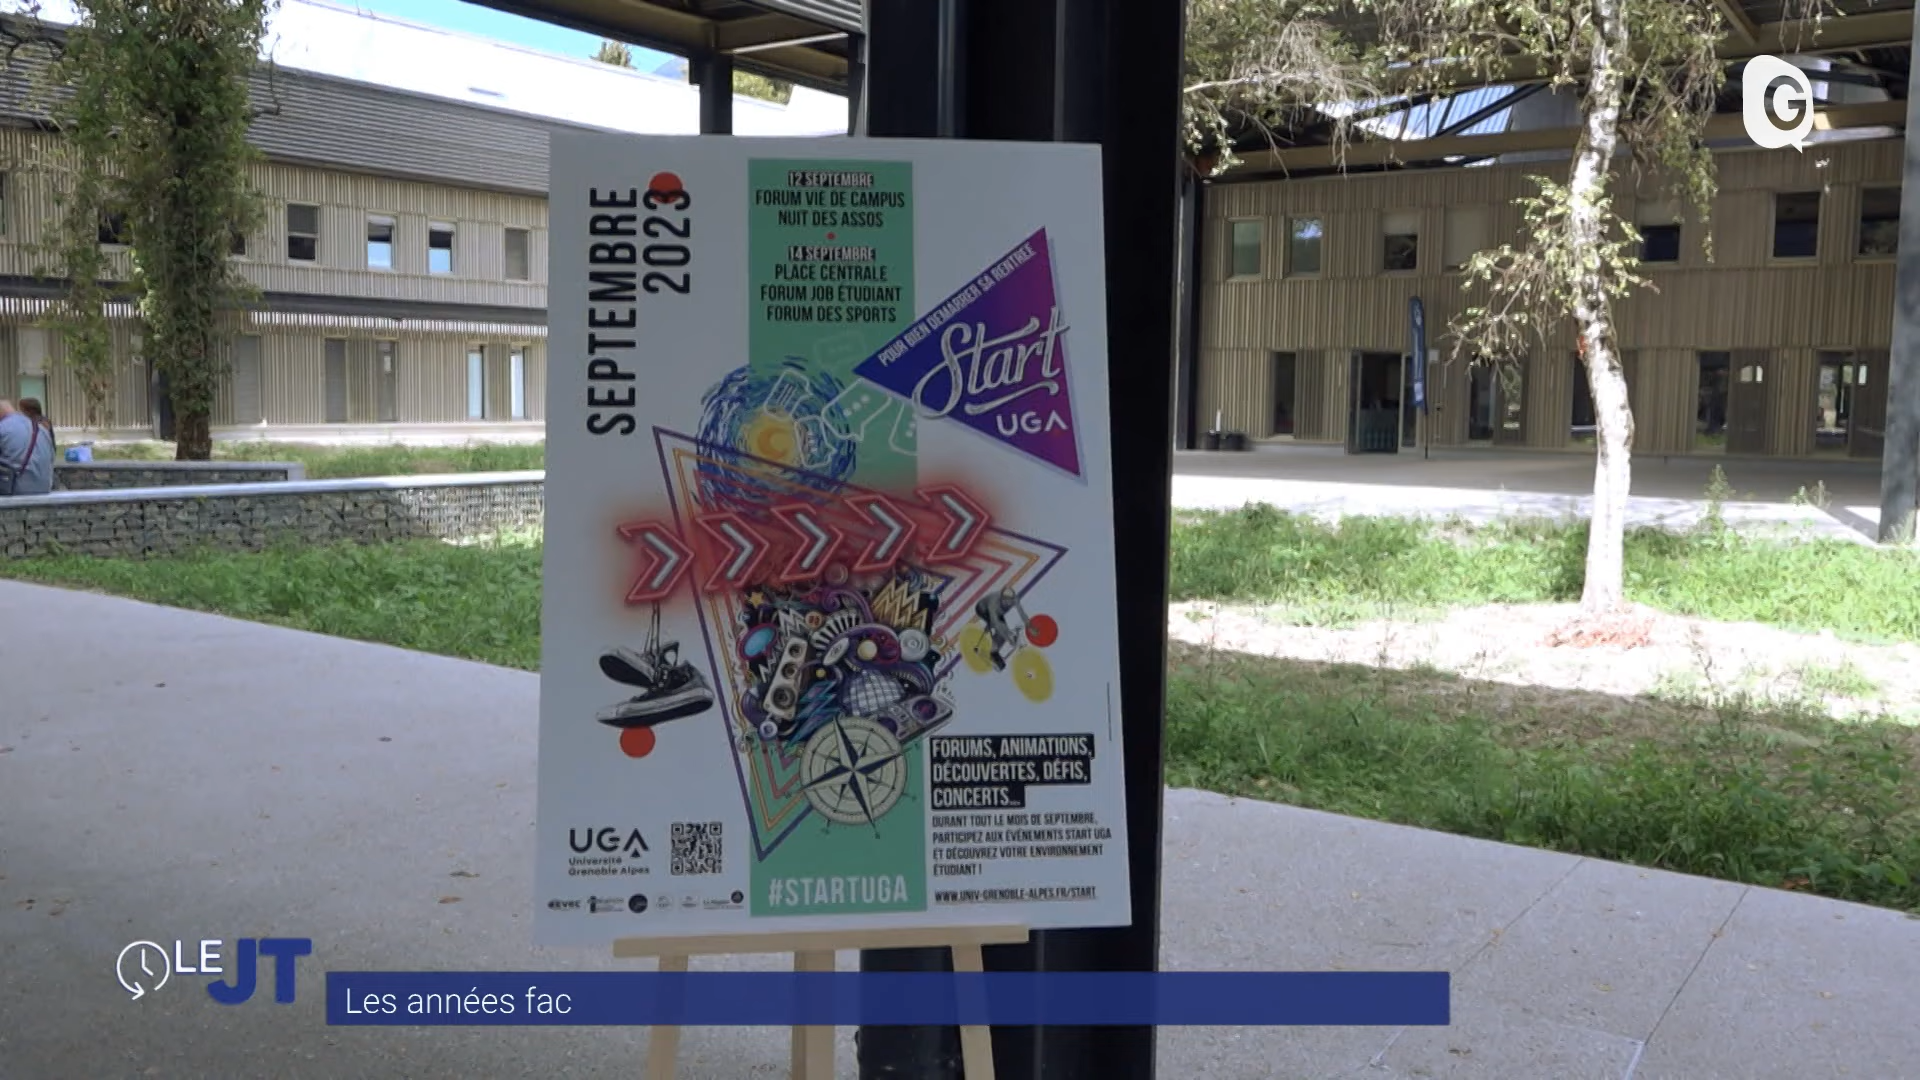 SEPTEMBRE
2023
12 SEPTEMBRE
FORUM VIE DE CAMPUS
NUIT DES ASSOS
14 SEPTEMBRE
PLACE CENTRALE
FORUM JOB ÉTUDIANT
FORUM DES SPORTS
POUR BIEN DÉMARRER SA RENTRÉE
Start
UGA
FORUMS, ANIMATIONS,
DÉCOUVERTES, DÉFIS,
CONCERTS...
DURANT TOUT LE MOIS DE SEPTEMBRE,
PARTICIPEZ AUX ÉVÉNEMENTS START UGA
ET DÉCOUVREZ VOTRE ENVIRONNEMENT
ÉTUDIANT !
WWW.UNIV-GRENOBLE-ALPES.FR/START
UGA
Université
Grenoble Alpes
#STARTUGA
G
LE JT
Les années fac